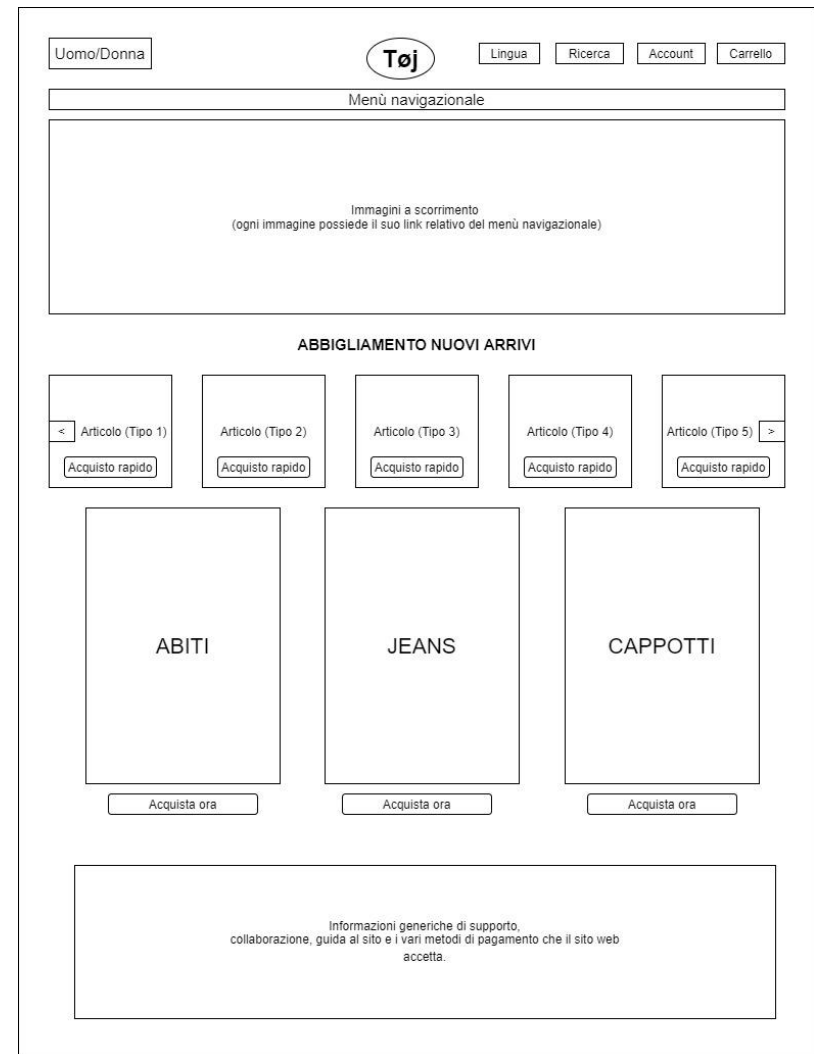 Uomo/Donna
Tøj
Lingua
Ricerca
Account
Carrello
Menù navigazionale
Immagini a scorrimento
(ogni immagine possiede il suo link relativo del menù navigazionale)
ABBIGLIAMENTO NUOVI ARRIVI
<
Articolo (Tipo 1)
Articolo (Tipo 2)
Articolo (Tipo 3)
Articolo (Tipo 4)
Articolo (Tipo 5)
>
Acquisto rapido
Acquisto rapido
Acquisto rapido
Acquisto rapido
Acquisto rapido
ABITI
JEANS
CAPPOTTI
Acquista ora
Acquista ora
Acquista ora
Informazioni generiche di supporto,
collaborazione, guida al sito e i vari metodi di pagamento che il sito web
accetta.